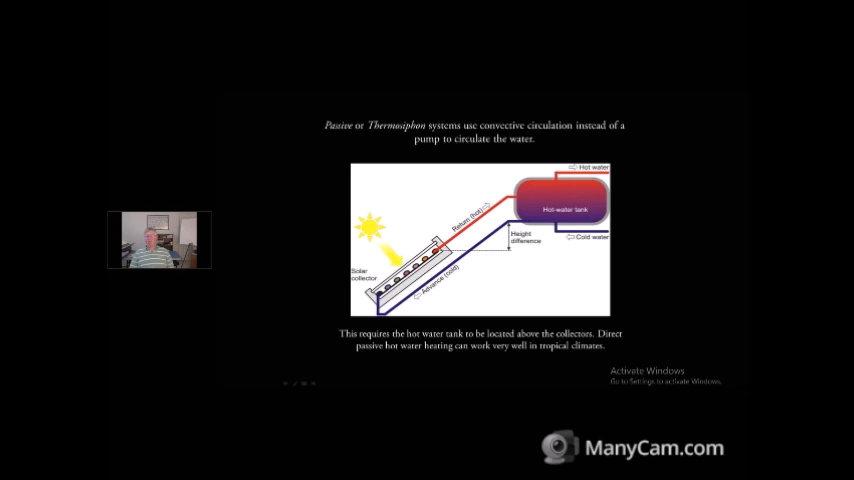 Passive or Thermosiphon systems use convective circulation instead of a
pump to circulate the water.
Hot water
Return (hot)
Hot-water tank
Height
difference
Cold water
Solar
collector
Advance (cold)
This requires the hot water tank to be located above the collectors. Direct
passive hot water heating can work very well in tropical climates.
Activate Windows
Go to Settings to activate Windows.
ManyCam.com